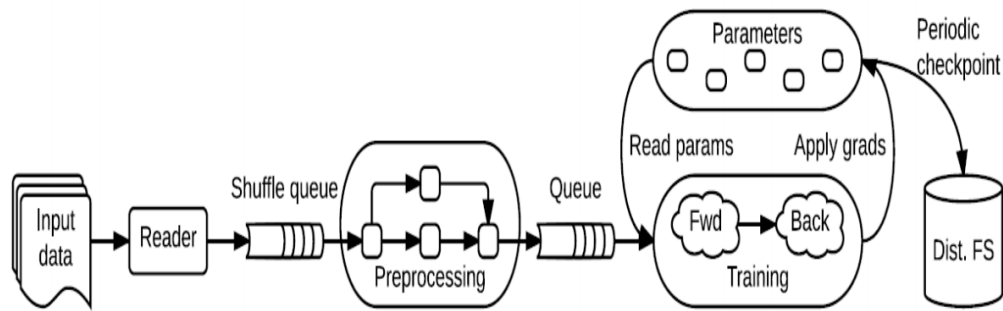 Input
data
Reader
Shuffle queue
Preprocessing
Queue
Parameters
Read params
Apply grads
Fwd
Back
Training
Periodic
checkpoint
Dist. FS